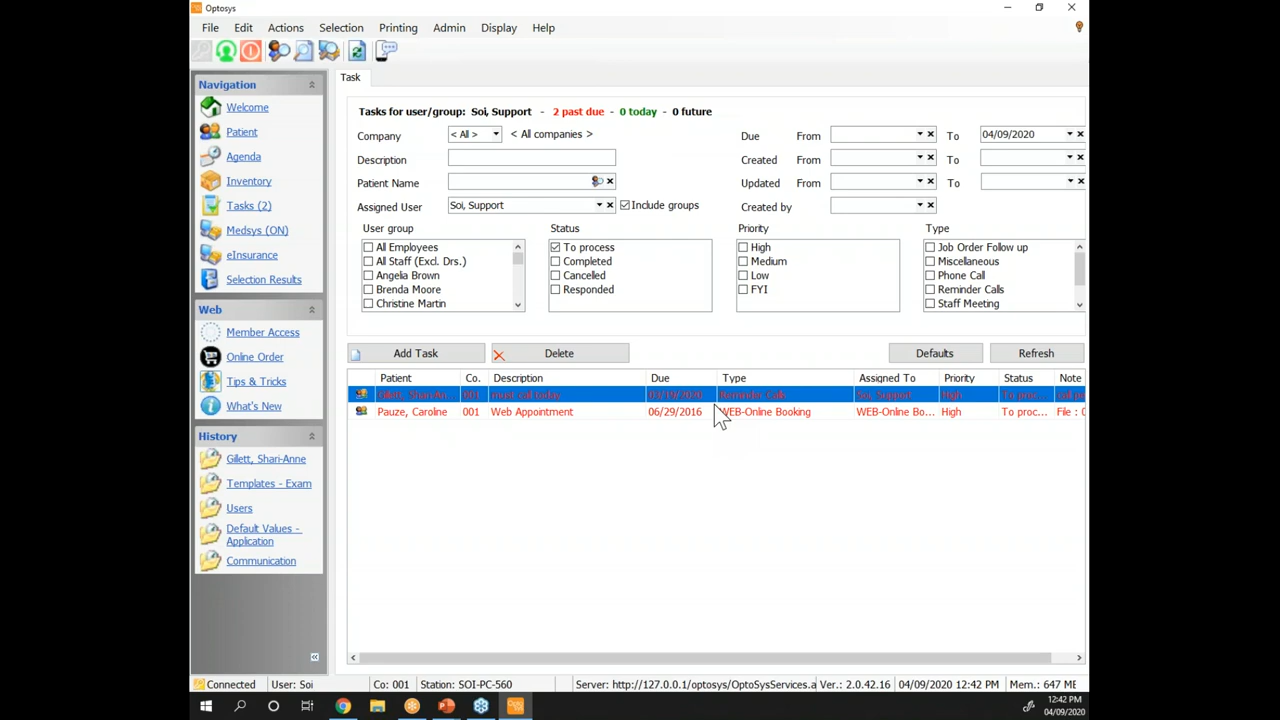 Optosys
File Edit Actions Selection Printing Admin Display Help
Navigation
Welcome
Patient
Agenda
Inventory
Tasks (2)
Medsys (ON)
eInsurance
Selection Results
Web
Member Access
Online Order
Tips & Tricks
What's New
History
Gilett, Shari-Anne
Templates - Exam
Users
Default Values -
Application
Communication
Task
Tasks for user/group: Soi, Support - 2 past due - 0 today - 0 future
Company < All > < All companies >
Description
Patient Name
Assigned User Soi, Support Include groups
Due From To 04/09/2020
Created From To
Updated From To
Created by
User group
All Employees
All Staff (Excl. Drs.)
Angela Brown
Brenda Moore
Christine Martin
Status
To process
Completed
Cancelled
Responded
Priority
High
Medium
Low
FYI
Type
Job Order Follow up
Miscellaneous
Phone Call
Reminder Calls
Staff Meeting
Add Task Delete Defaults Refresh
Patient Co. Description Due Type Assigned To Priority Status Note
Gilett, Shari-An... 001 must call today 03/19/2020 Reminder Calls Soi, Support High To proc...
Pauze, Caroline 001 Web Appointment 06/29/2016 WEB-Online Booking WEB-Online Bo... High To proc... File : 0
Connected User: Soi Co: 001 Station: SOI-PC-560 Server: http://127.0.0.1/optosys/OptoSysServices.a Ver.: 2.0.42.16 04/09/2020 12:42 PM Mem.: 647 ME
12:42 PM
04/09/2020